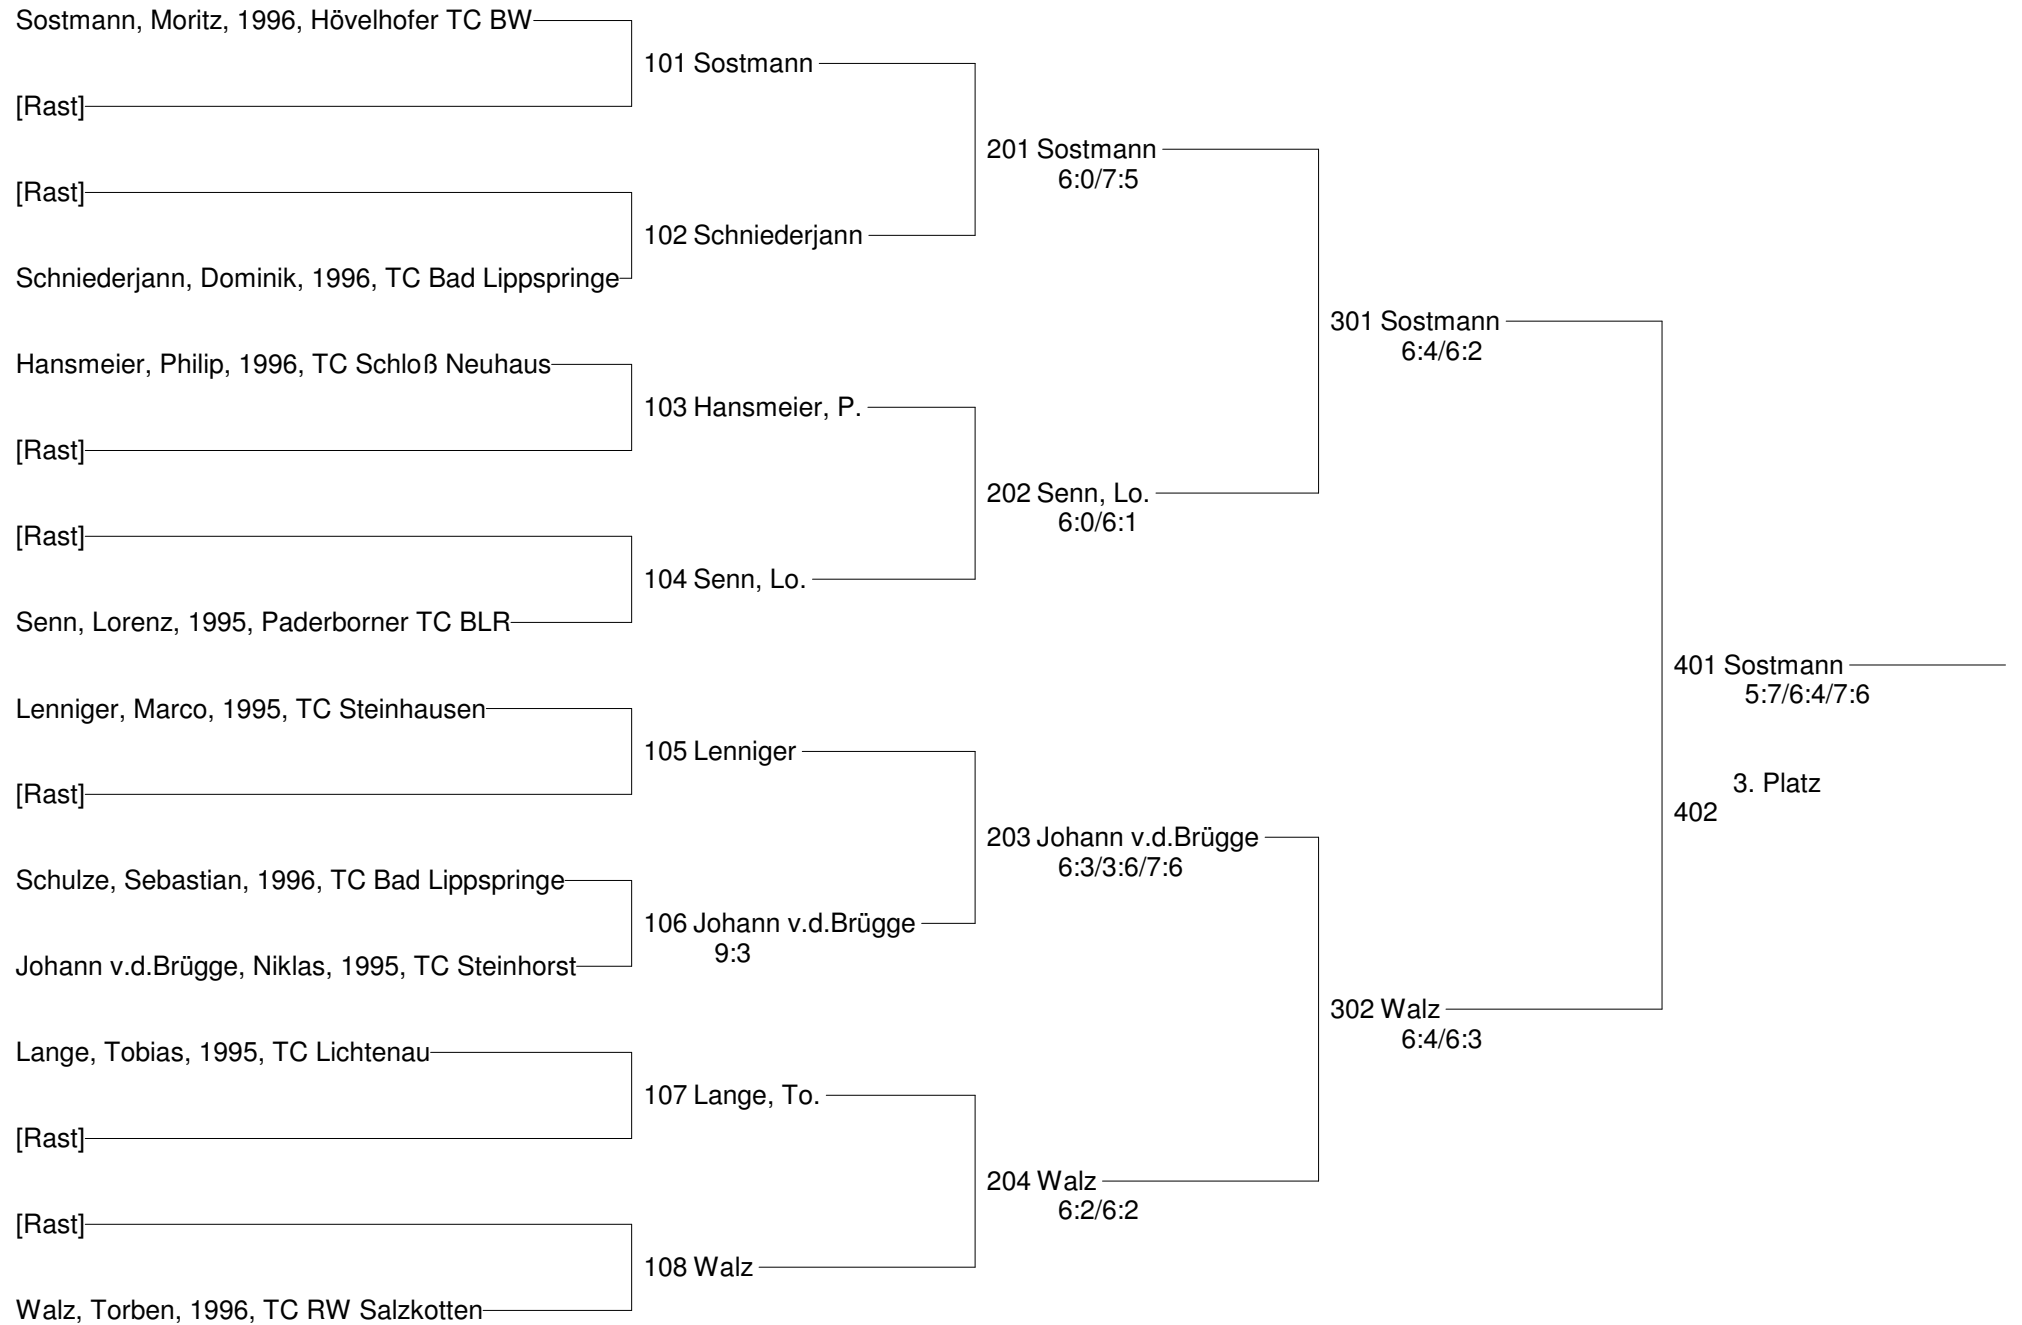 Sostmann, Moritz, 1996, Hövelhofer TC BW
[Rast]
[Rast]
Schniederjann, Dominik, 1996, TC Bad Lippspringe
Hansmeier, Philip, 1996, TC Schloß Neuhaus
[Rast]
[Rast]
Senn, Lorenz, 1995, Paderborner TC BLR
Lenniger, Marco, 1995, TC Steinhausen
[Rast]
Schulze, Sebastian, 1996, TC Bad Lippspringe
Johann v.d.Brügge, Niklas, 1995, TC Steinhorst
Lange, Tobias, 1995, TC Lichtenau
[Rast]
[Rast]
Walz, Torben, 1996, TC RW Salzkotten
101 Sostmann
102 Schniederjann
103 Hansmeier, P.
104 Senn, Lo.
105 Lenniger
106 Johann v.d.Brügge
9:3
107 Lange, To.
108 Walz
201 Sostmann
6:0/7:5
202 Senn, Lo.
6:0/6:1
203 Johann v.d.Brügge
6:3/3:6/7:6
204 Walz
6:2/6:2
301 Sostmann
6:4/6:2
302 Walz
6:4/6:3
401 Sostmann
5:7/6:4/7:6
3. Platz
402